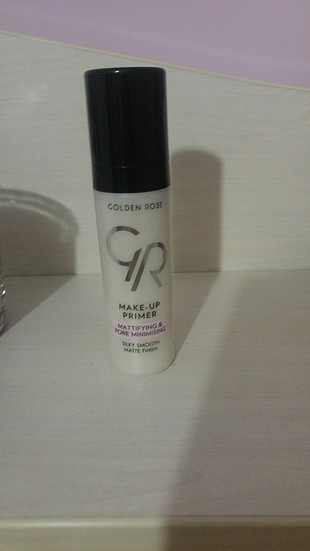 GOLDEN ROSE
GR
MAKE-UP
PRIMER
MATTIFYING &
PORE MINIMISING
SILKY SMOOTH
MATTE FINISH